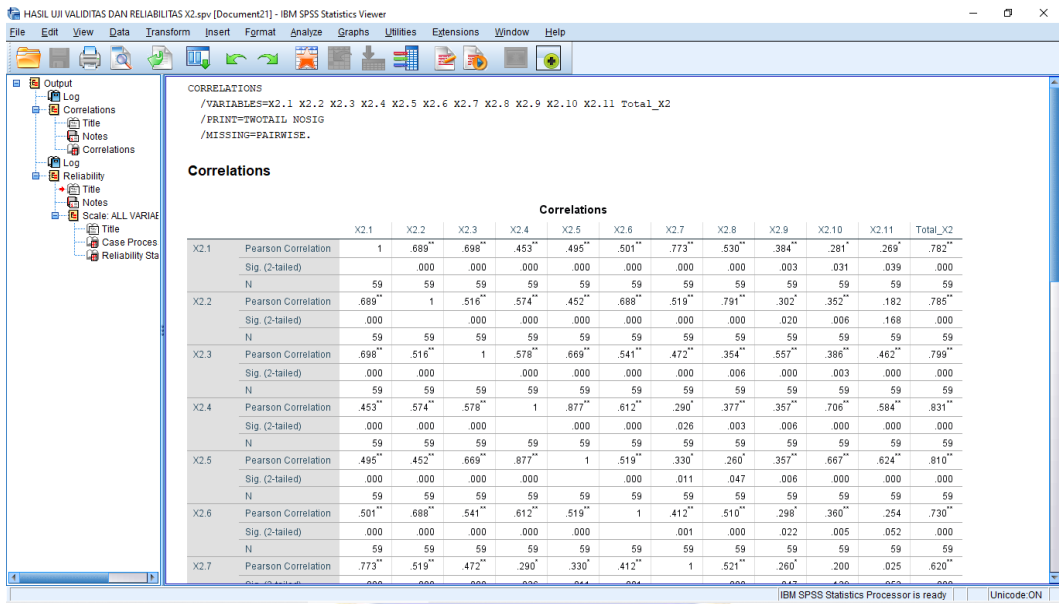 HASIL UJI VALIDITAS DAN RELIABILITAS X2.spv [Document21] - IBM SPSS Statistics Viewer
File Edit View Data Transform Insert Format Analyze Graphs Utilities Extensions Window Help
Output
Log
Correlations
Title
Notes
Correlations
Log
Reliability
Title
Notes
Scale: ALL VARIAE
Title
Case Proces
Reliability Sta
CORRELATIONS
/VARIABLES=X2.1 X2.2 X2.3 X2.4 X2.5 X2.6 X2.7 X2.8 X2.9 X2.10 X2.11 Total_X2
/PRINT=TWOTAIL NOSIG
/MISSING=PAIRWISE.
Correlations
Correlations
X2.1 X2.2 X2.3 X2.4 X2.5 X2.6 X2.7 X2.8 X2.9 X2.10 X2.11 Total_X2
X2.1 Pearson Correlation 1 .689** .698** .453** .495** .501** .773** .530** .384** .281* .269* .782**
Sig. (2-tailed) .000 .000 .000 .000 .000 .000 .000 .003 .031 .039 .000
N 59 59 59 59 59 59 59 59 59 59 59 59
X2.2 Pearson Correlation .689** 1 .516** .574** .452** .688** .519** .791** .302* .352** .182 .785**
Sig. (2-tailed) .000 .000 .000 .000 .000 .000 .000 .020 .006 .168 .000
N 59 59 59 59 59 59 59 59 59 59 59 59
X2.3 Pearson Correlation .698** .516** 1 .578** .669** .541** .472** .354** .557** .386** .462** .799**
Sig. (2-tailed) .000 .000 .000 .000 .000 .000 .006 .000 .003 .000 .000
N 59 59 59 59 59 59 59 59 59 59 59 59
X2.4 Pearson Correlation .453** .574** .578** 1 .877** .612** .290* .377** .357** .706** .584** .831**
Sig. (2-tailed) .000 .000 .000 .000 .000 .026 .003 .006 .000 .000 .000
N 59 59 59 59 59 59 59 59 59 59 59 59
X2.5 Pearson Correlation .495** .452** .669** .877** 1 .519** .330* .260* .357** .667** .624** .810**
Sig. (2-tailed) .000 .000 .000 .000 .000 .011 .047 .006 .000 .000 .000
N 59 59 59 59 59 59 59 59 59 59 59 59
X2.6 Pearson Correlation .501** .688** .541** .612** .519** 1 .412** .510** .298* .360** .254 .730**
Sig. (2-tailed) .000 .000 .000 .000 .000 .001 .000 .022 .005 .052 .000
N 59 59 59 59 59 59 59 59 59 59 59 59
X2.7 Pearson Correlation .773** .519** .472** .290* .330* .412** 1 .521** .260* .200 .025 .620**
IBM SPSS Statistics Processor is ready Unicode:ON